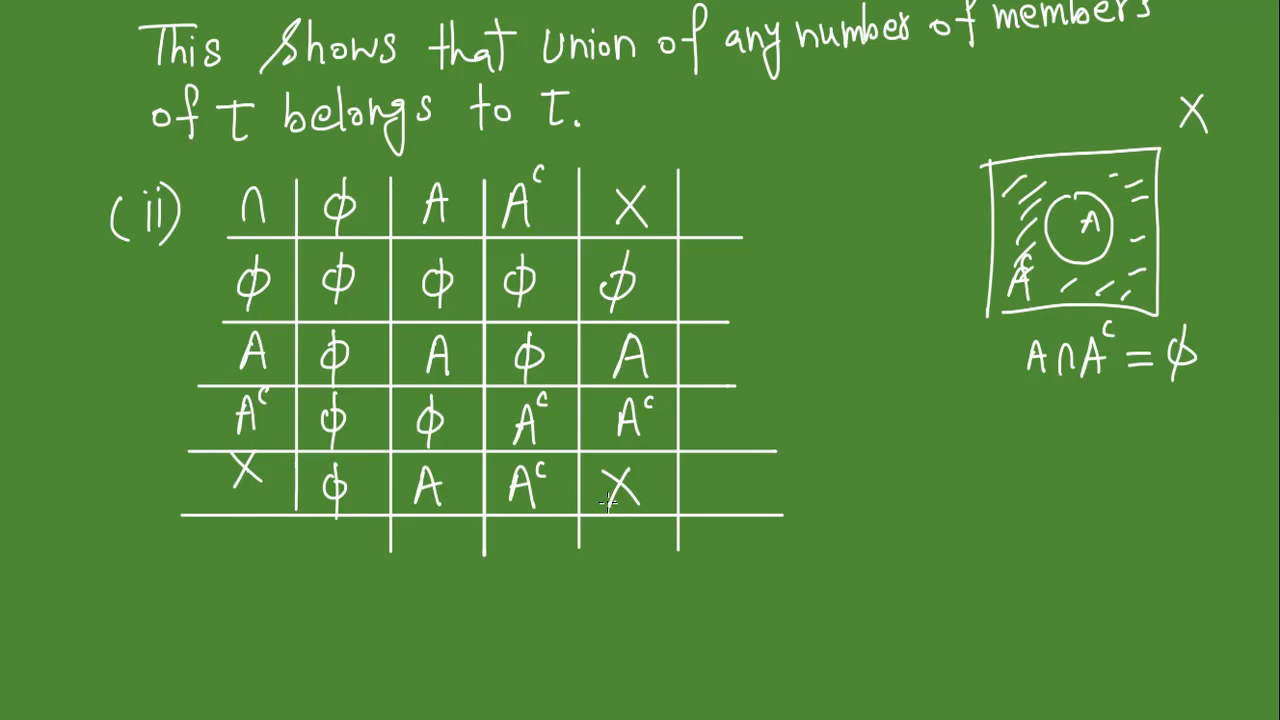 This shows that union of any number of members
of τ belongs to τ.
X
(ii) ∩ ϕ A Aᶜ X
ϕ ϕ ϕ ϕ ϕ
A ϕ A ϕ A
Aᶜ ϕ ϕ Aᶜ Aᶜ
X ϕ A Aᶜ X
A
Aᶜ
A∩Aᶜ = ϕ